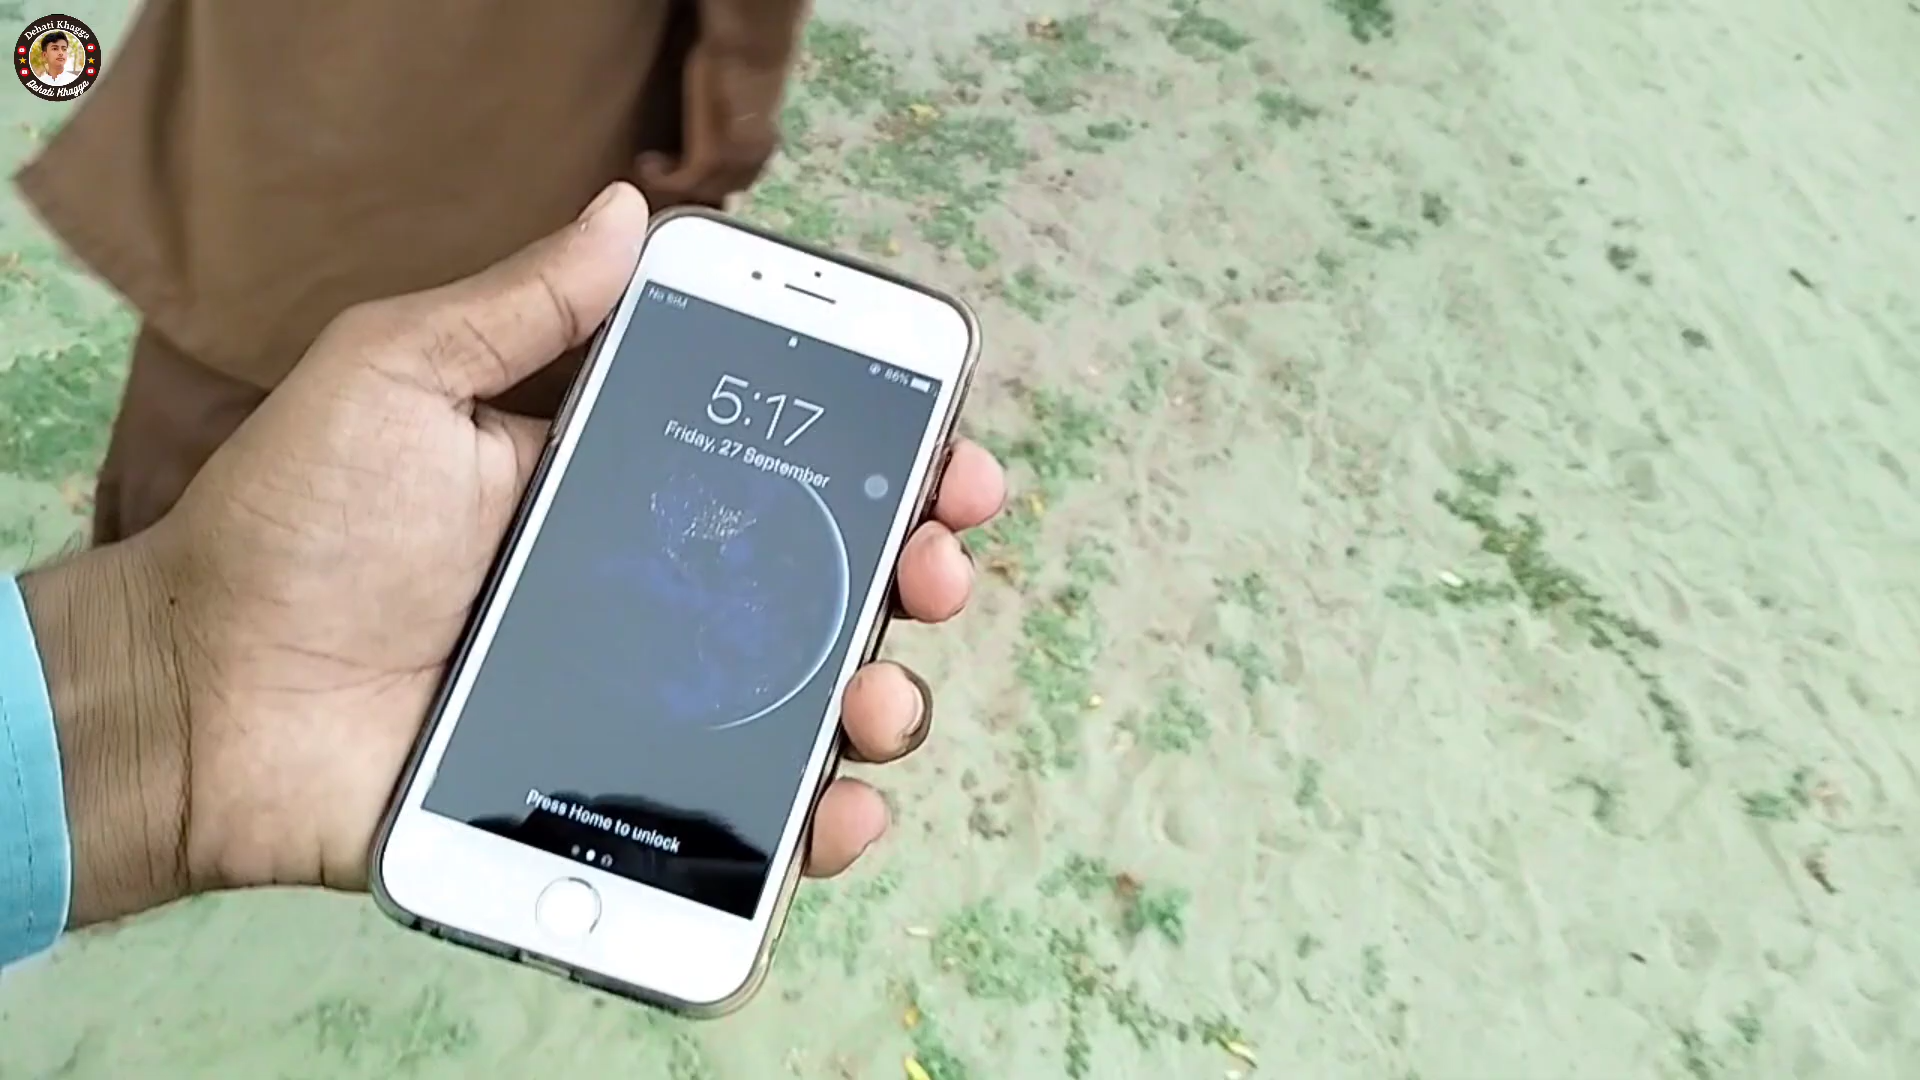 Dehati Khagga
Dehati Khagga
No SIM
86%
5:17
Friday, 27 September
Press Home to unlock